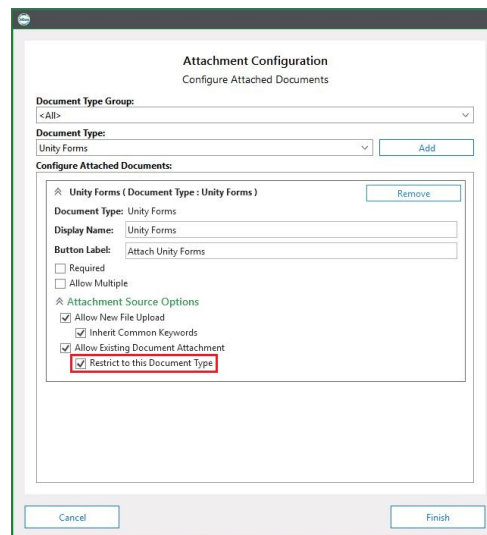 Attachment Configuration
Configure Attached Documents
Document Type Group:
<All>
Document Type:
Unity Forms
Add
Configure Attached Documents:
Unity Forms ( Document Type : Unity Forms )
Remove
Document Type: Unity Forms
Display Name: Unity Forms
Button Label: Attach Unity Forms
Required
Allow Multiple
Attachment Source Options
Allow New File Upload
Inherit Common Keywords
Allow Existing Document Attachment
Restrict to this Document Type
Cancel
Finish